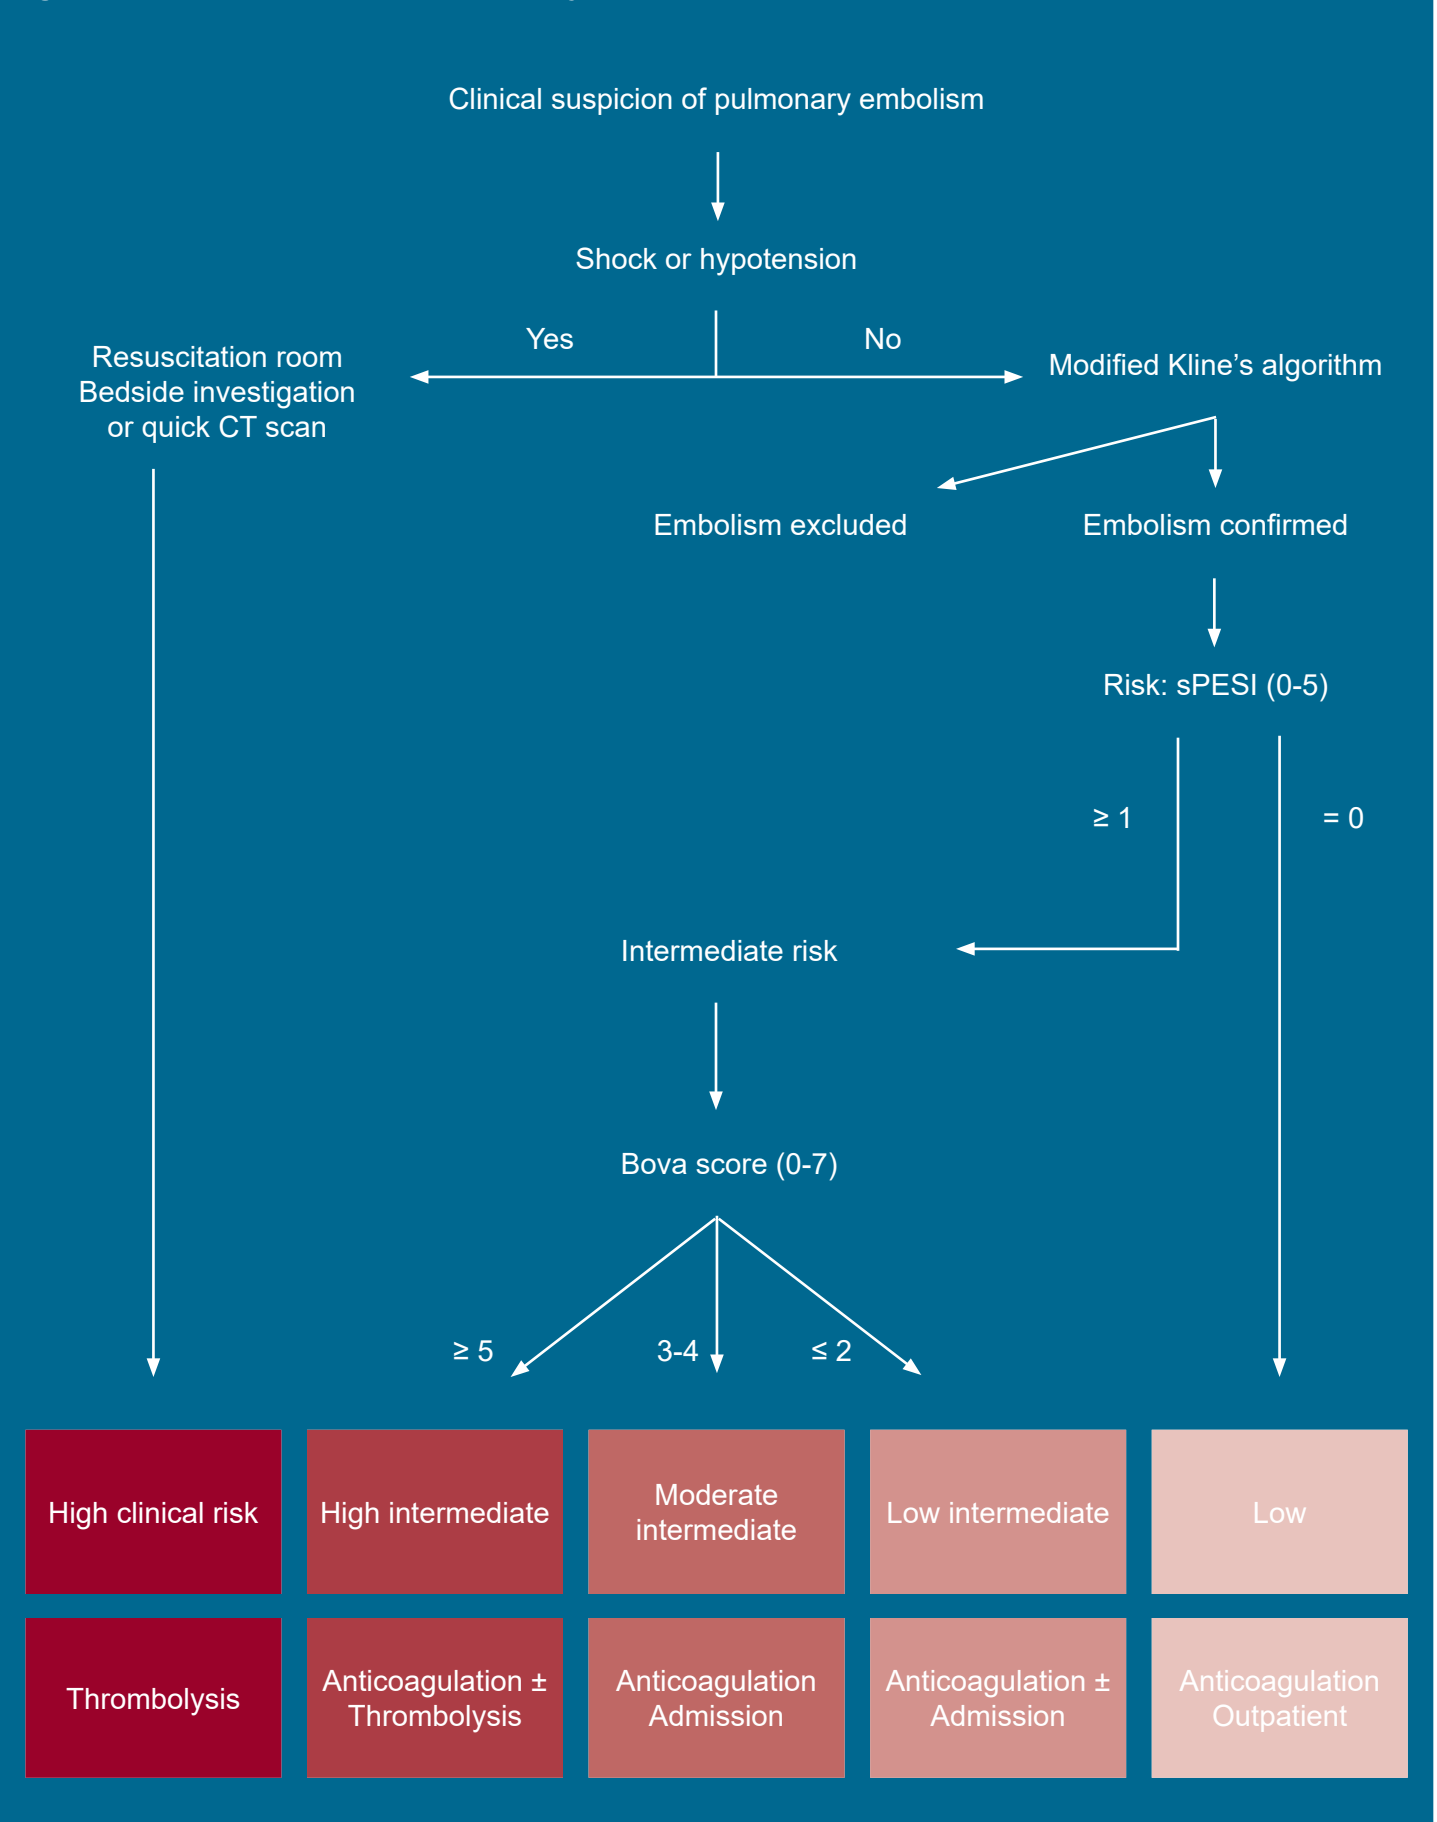 Clinical suspicion of pulmonary embolism
Shock or hypotension
Yes
No
Resuscitation room
Bedside investigation
or quick CT scan
Modified Kline’s algorithm
Embolism excluded
Embolism confirmed
Risk: sPESI (0-5)
≥ 1
= 0
Intermediate risk
Bova score (0-7)
≥ 5
3-4
≤ 2
High clinical risk
High intermediate
Moderate
intermediate
Low intermediate
Low
Thrombolysis
Anticoagulation ±
Thrombolysis
Anticoagulation
Admission
Anticoagulation ±
Admission
Anticoagulation
Outpatient